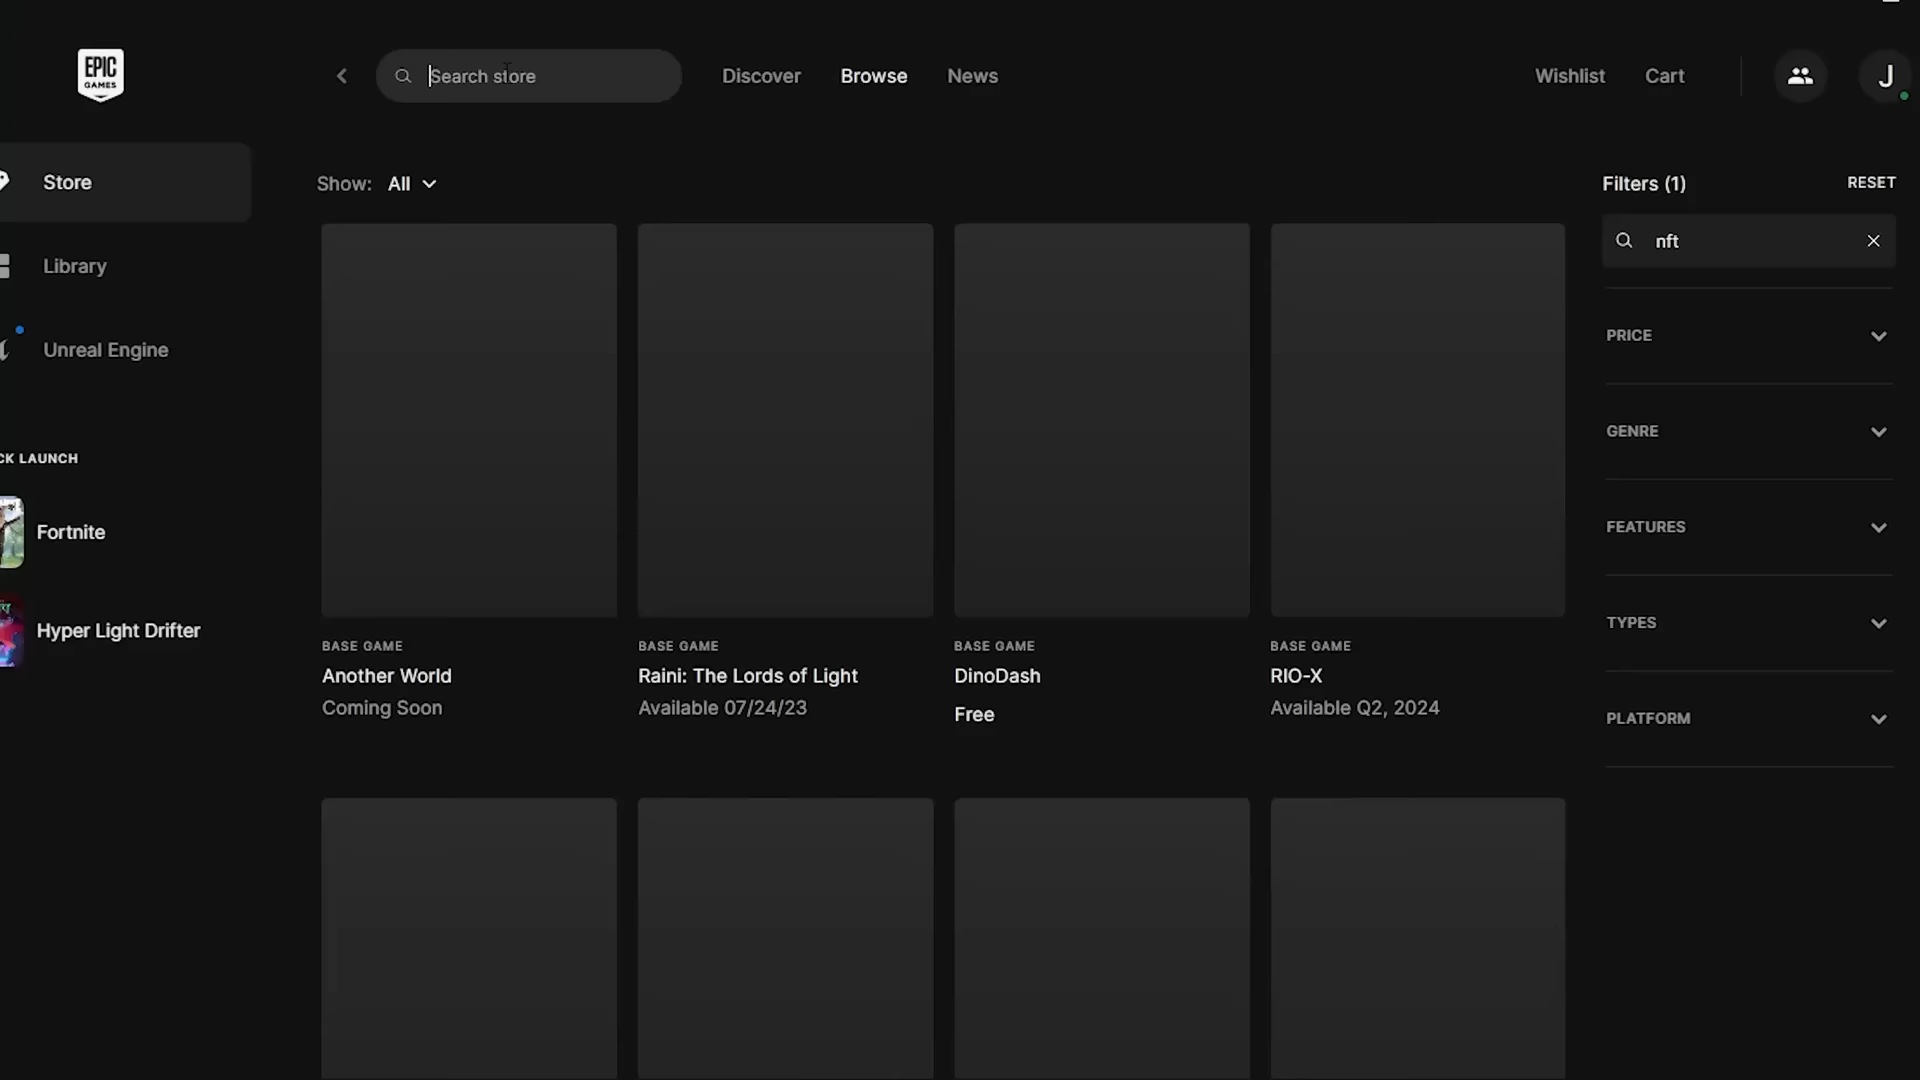 EPIC
GAMES
Search store
Discover
Browse
News
Wishlist
Cart
J
Store
Library
Unreal Engine
CK LAUNCH
Fortnite
Hyper Light Drifter
Show: All
Filters (1)
RESET
nft
PRICE
GENRE
FEATURES
TYPES
PLATFORM
BASE GAME
Another World
Coming Soon
BASE GAME
Raini: The Lords of Light
Available 07/24/23
BASE GAME
DinoDash
Free
BASE GAME
RIO-X
Available Q2, 2024